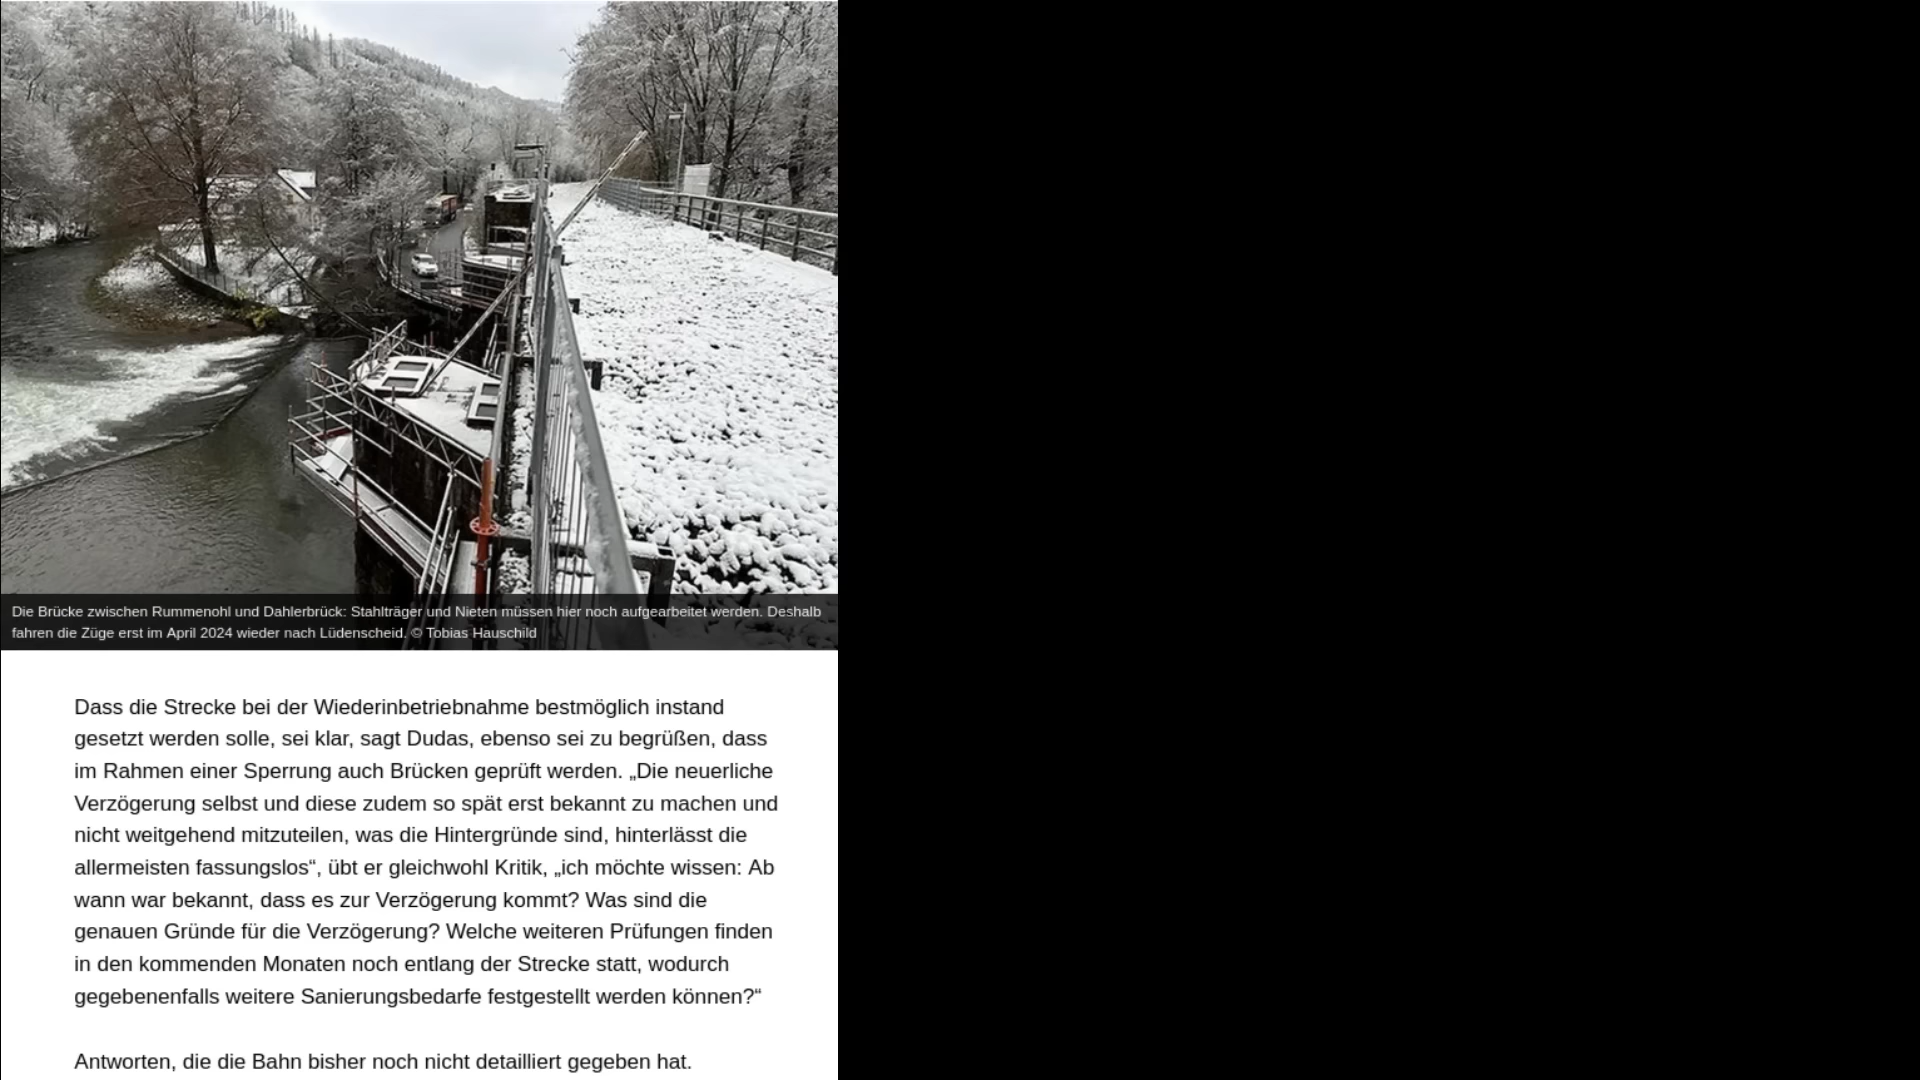 Die Brücke zwischen Rummenohl und Dahlerbrück: Stahlträger und Nieten müssen hier noch aufgearbeitet werden. Deshalb
fahren die Züge erst im April 2024 wieder nach Lüdenscheid. © Tobias Hauschild
Dass die Strecke bei der Wiederinbetriebnahme bestmöglich instand
gesetzt werden solle, sei klar, sagt Dudas, ebenso sei zu begrüßen, dass
im Rahmen einer Sperrung auch Brücken geprüft werden. „Die neuerliche
Verzögerung selbst und diese zudem so spät erst bekannt zu machen und
nicht weitgehend mitzuteilen, was die Hintergründe sind, hinterlässt die
allermeisten fassungslos“, übt er gleichwohl Kritik, „ich möchte wissen: Ab
wann war bekannt, dass es zur Verzögerung kommt? Was sind die
genauen Gründe für die Verzögerung? Welche weiteren Prüfungen finden
in den kommenden Monaten noch entlang der Strecke statt, wodurch
gegebenenfalls weitere Sanierungsbedarfe festgestellt werden können?“
Antworten, die die Bahn bisher noch nicht detailliert gegeben hat.